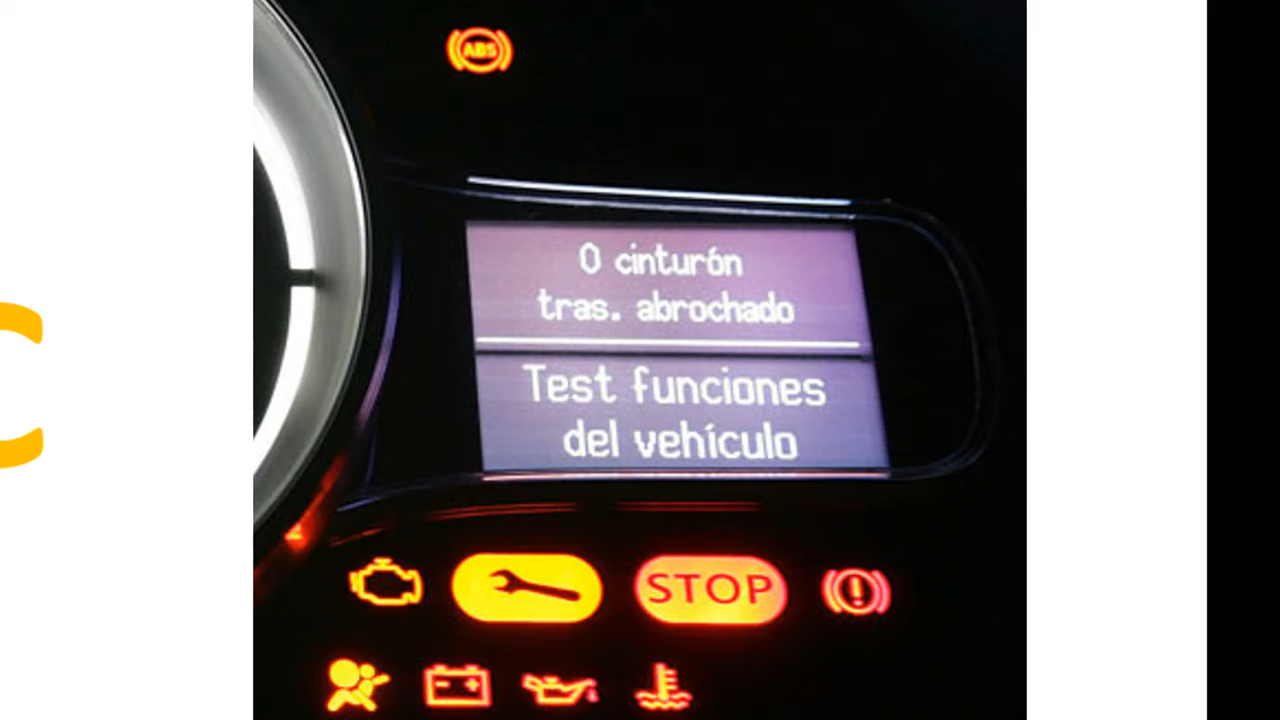 ABS
0 cinturón
tras. abrochado
Test funciones
del vehículo
STOP